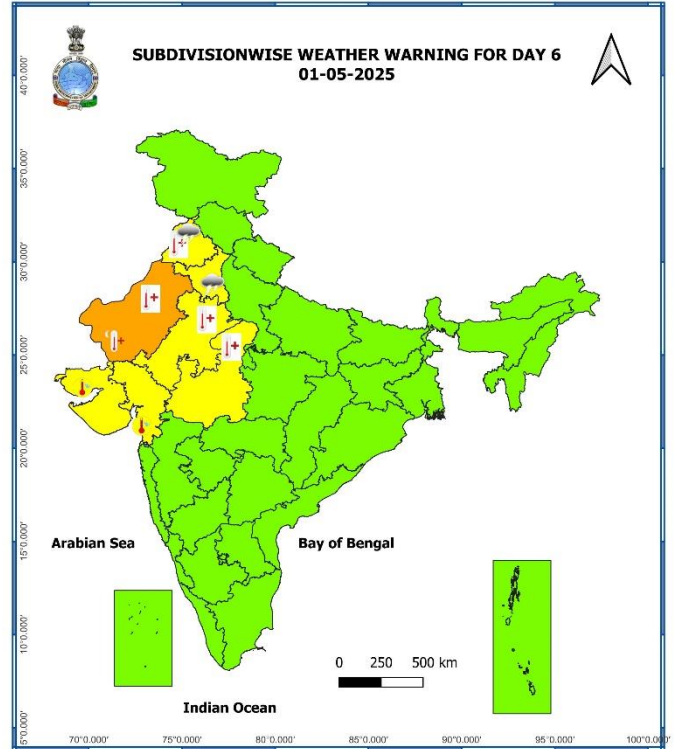 SUBDIVISIONWISE WEATHER WARNING FOR DAY 6
01-05-2025
40°0.000'
35°0.000'
30°0.000'
25°0.000'
20°0.000'
15°0.000'
10°0.000'
5°0.000'
Arabian Sea
Bay of Bengal
0 250 500 km
Indian Ocean
70°0.000' 75°0.000' 80°0.000' 85°0.000' 90°0.000' 95°0.000' 100°0.000'